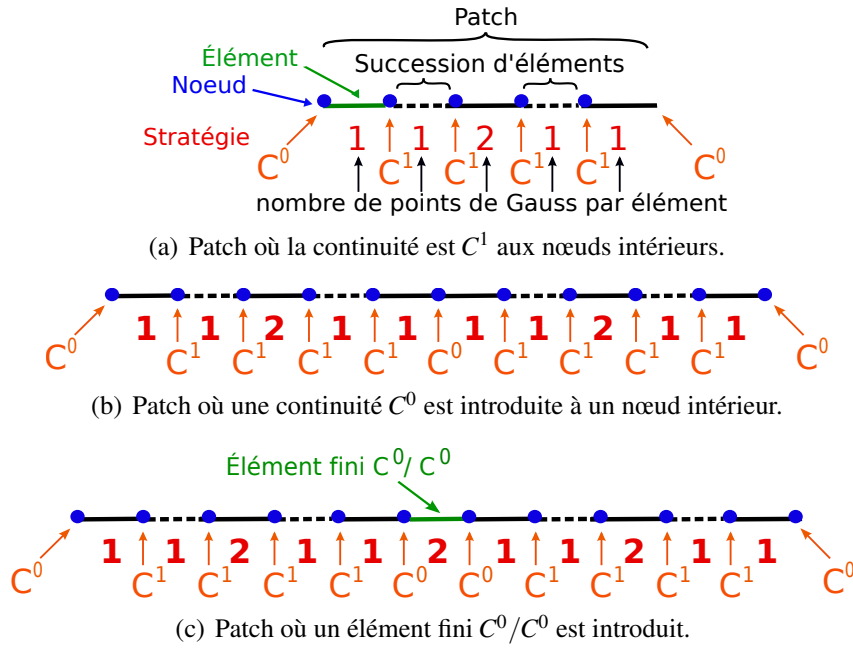 Patch
Élément
Succession d'éléments
Noeud
Stratégie 1 1 2 1 1
C⁰ C¹ C¹ C¹ C¹ C⁰
nombre de points de Gauss par élément
(a) Patch où la continuité est C¹ aux nœuds intérieurs.
1 1 2 1 1 1 1 2 1 1
C⁰ C¹ C¹ C¹ C¹ C⁰ C¹ C¹ C¹ C¹ C⁰
(b) Patch où une continuité C⁰ est introduite à un nœud intérieur.
Élément fini C⁰/ C⁰
1 1 2 1 1 2 1 1 2 1 1
C⁰ C¹ C¹ C¹ C¹ C⁰ C⁰ C¹ C¹ C¹ C¹ C⁰
(c) Patch où un élément fini C⁰/C⁰ est introduit.